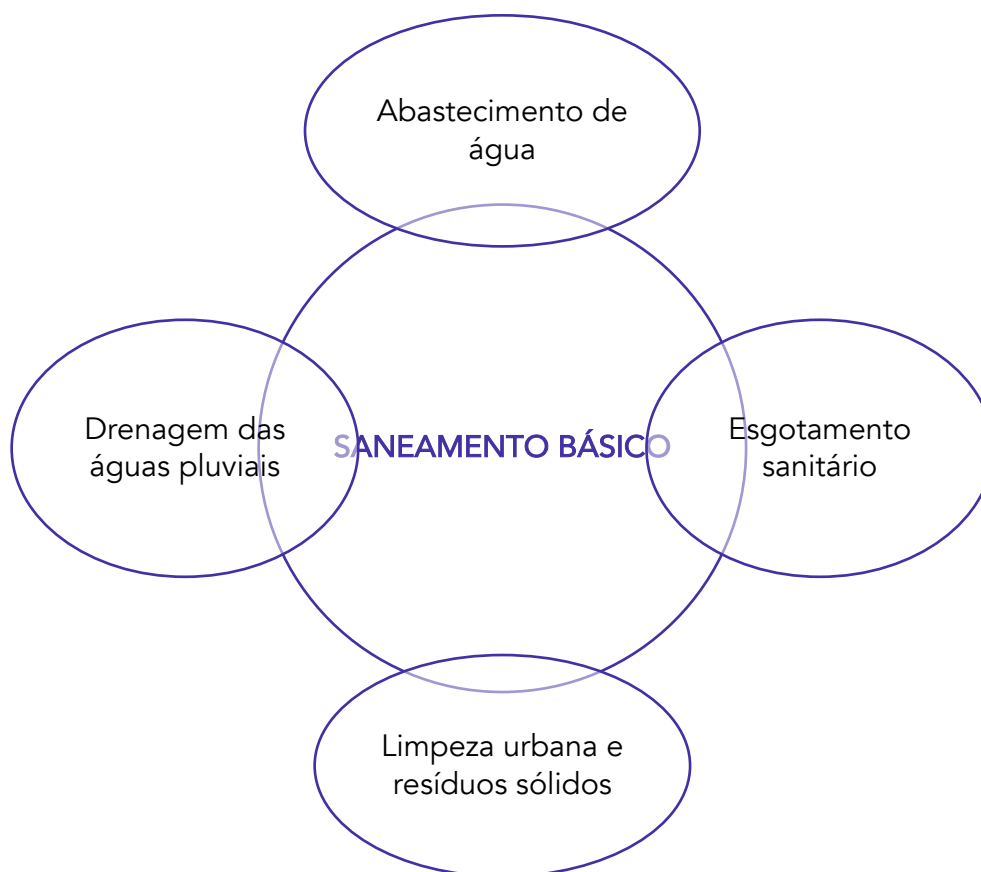 Abastecimento de
água
Drenagem das
águas pluviais
SANEAMENTO BÁSICO
Esgotamento
sanitário
Limpeza urbana e
resíduos sólidos